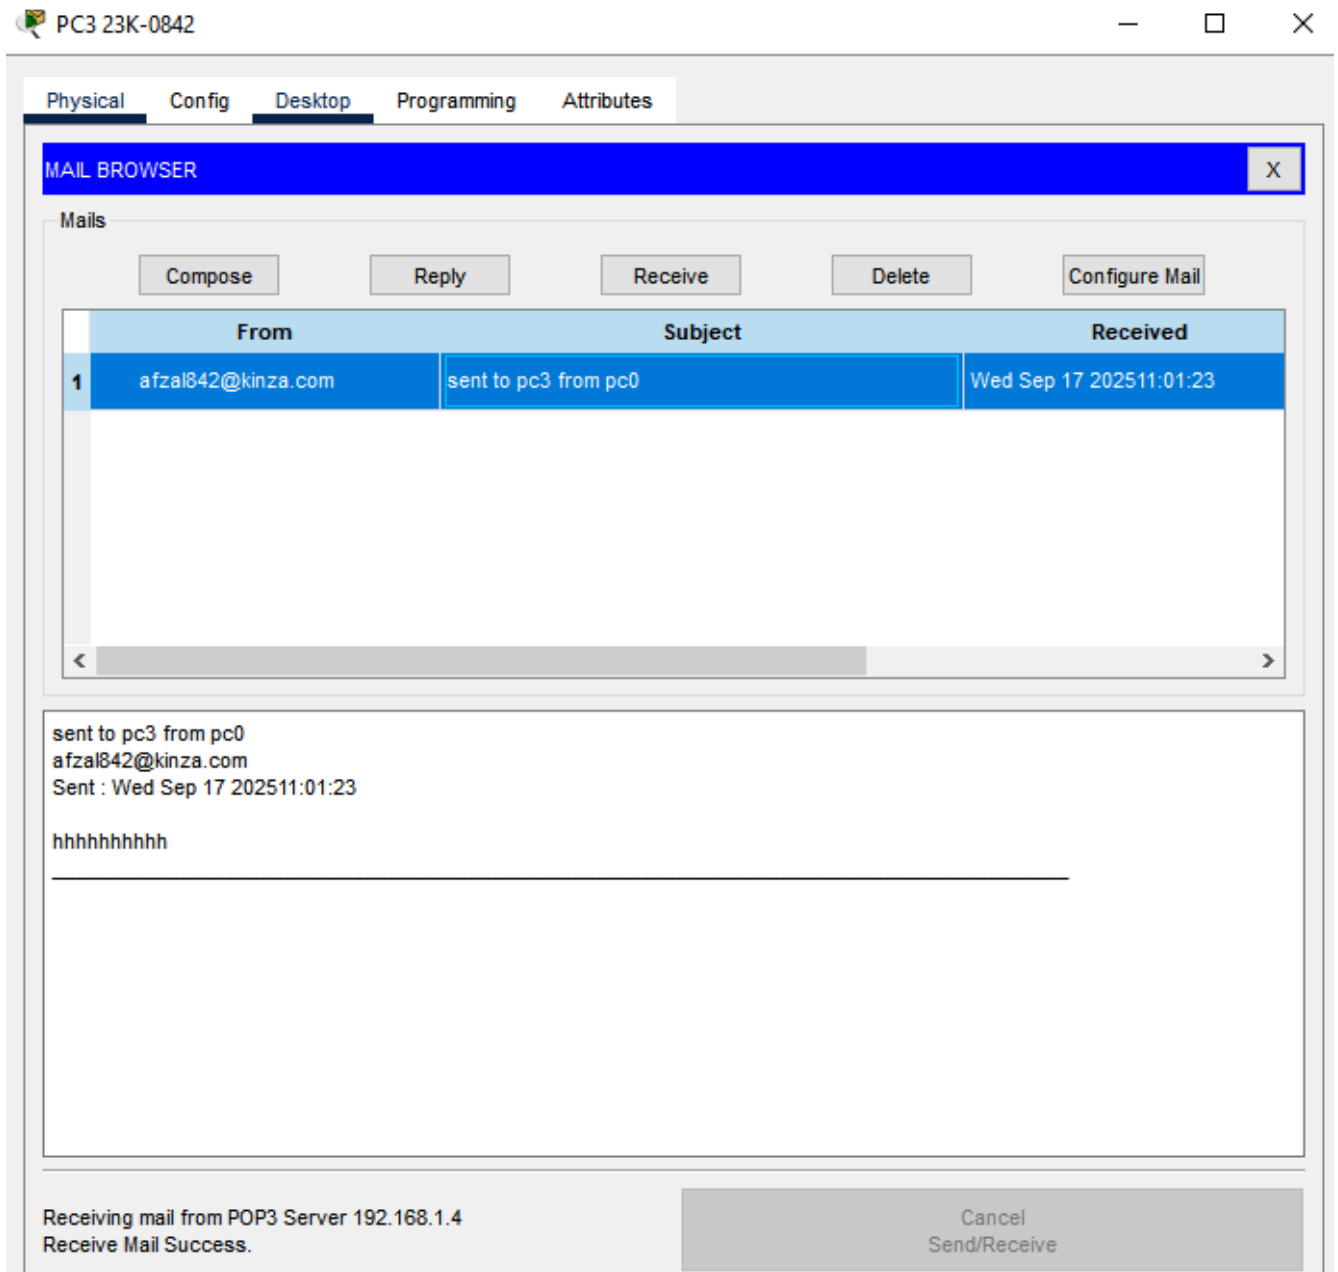 PC3 23K-0842
Physical Config Desktop Programming Attributes
MAIL BROWSER X
Mails
Compose Reply Receive Delete Configure Mail
From Subject Received
1 afzal842@kinza.com sent to pc3 from pc0 Wed Sep 17 202511:01:23
sent to pc3 from pc0
afzal842@kinza.com
Sent : Wed Sep 17 202511:01:23
hhhhhhhhhh
Receiving mail from POP3 Server 192.168.1.4
Receive Mail Success.
Cancel
Send/Receive